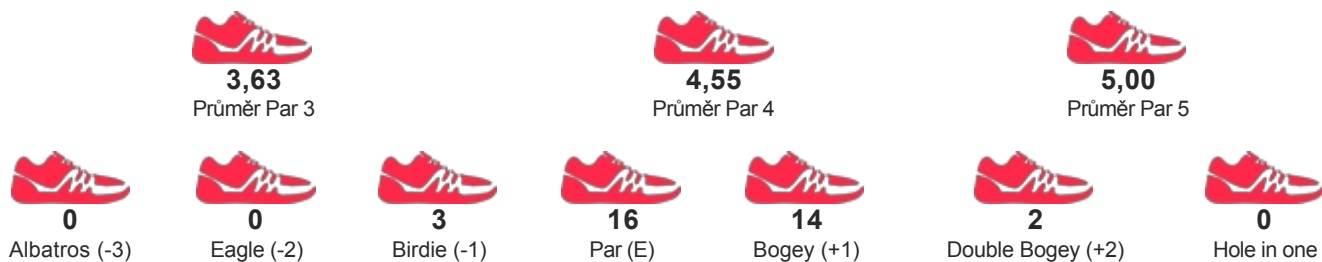 3,63 4,55 5,00
Průměr Par 3 Průměr Par 4 Průměr Par 5
0 0 3 16 14 2 0
Albatros (-3) Eagle (-2) Birdie (-1) Par (E) Bogey (+1) Double Bogey (+2) Hole in one